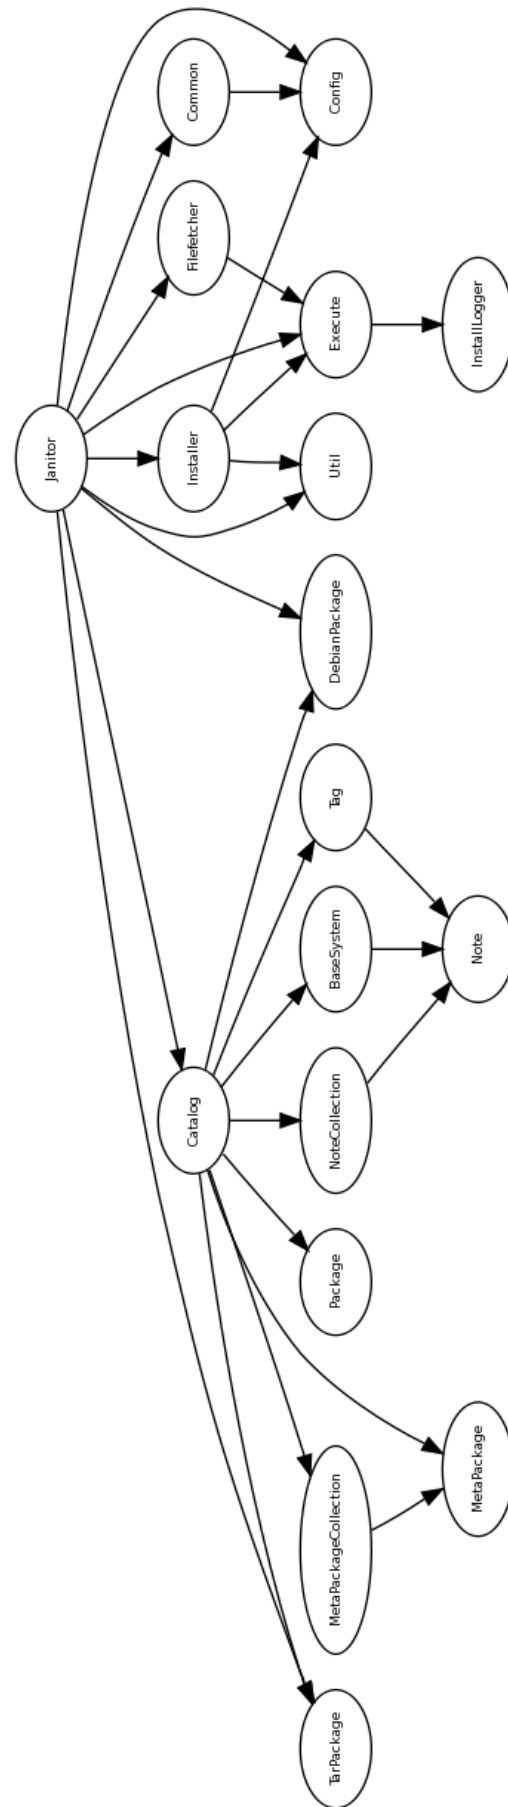 Janitor
Common
Filefetcher
Installer
Catalog
Config
Execute
Util
DebianPackage
Tag
BaseSystem
NoteCollection
Package
MetaPackageCollection
TarPackage
InstallLogger
Note
MetaPackage